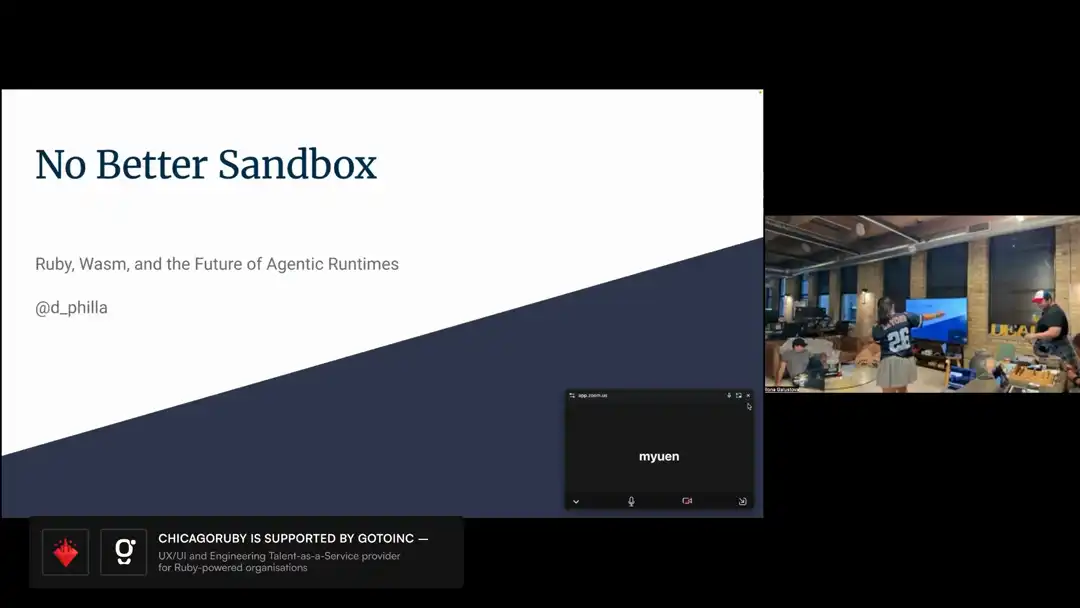 No Better Sandbox
Ruby, Wasm, and the Future of Agentic Runtimes
@d_philla
app.zoom.us
myuen
26
CHICAGORUBY IS SUPPORTED BY GOTOINC —
UX/UI and Engineering Talent-as-a-Service provider
for Ruby-powered organisations